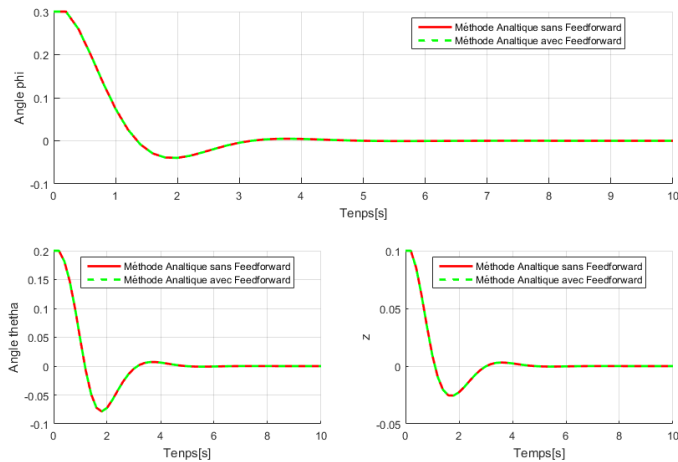 0.3
0.2
0.1
0
-0.1
Angle phi
Méthode Analtique sans Feedforward
Méthode Analtique avec Feedforward
0 1 2 3 4 5 6 7 8 9 10
Tenps[s]
0.2
0.15
0.1
0.05
0
-0.05
-0.1
Angle thetha
Méthode Analtique sans Feedforward
Méthode Analtique avec Feedforward
0 2 4 6 8 10
Tenps[s]
0.1
0.05
0
-0.05
z
Méthode Analtique sans Feedforward
Méthode Analtique avec Feedforward
0 2 4 6 8 10
Temps[s]